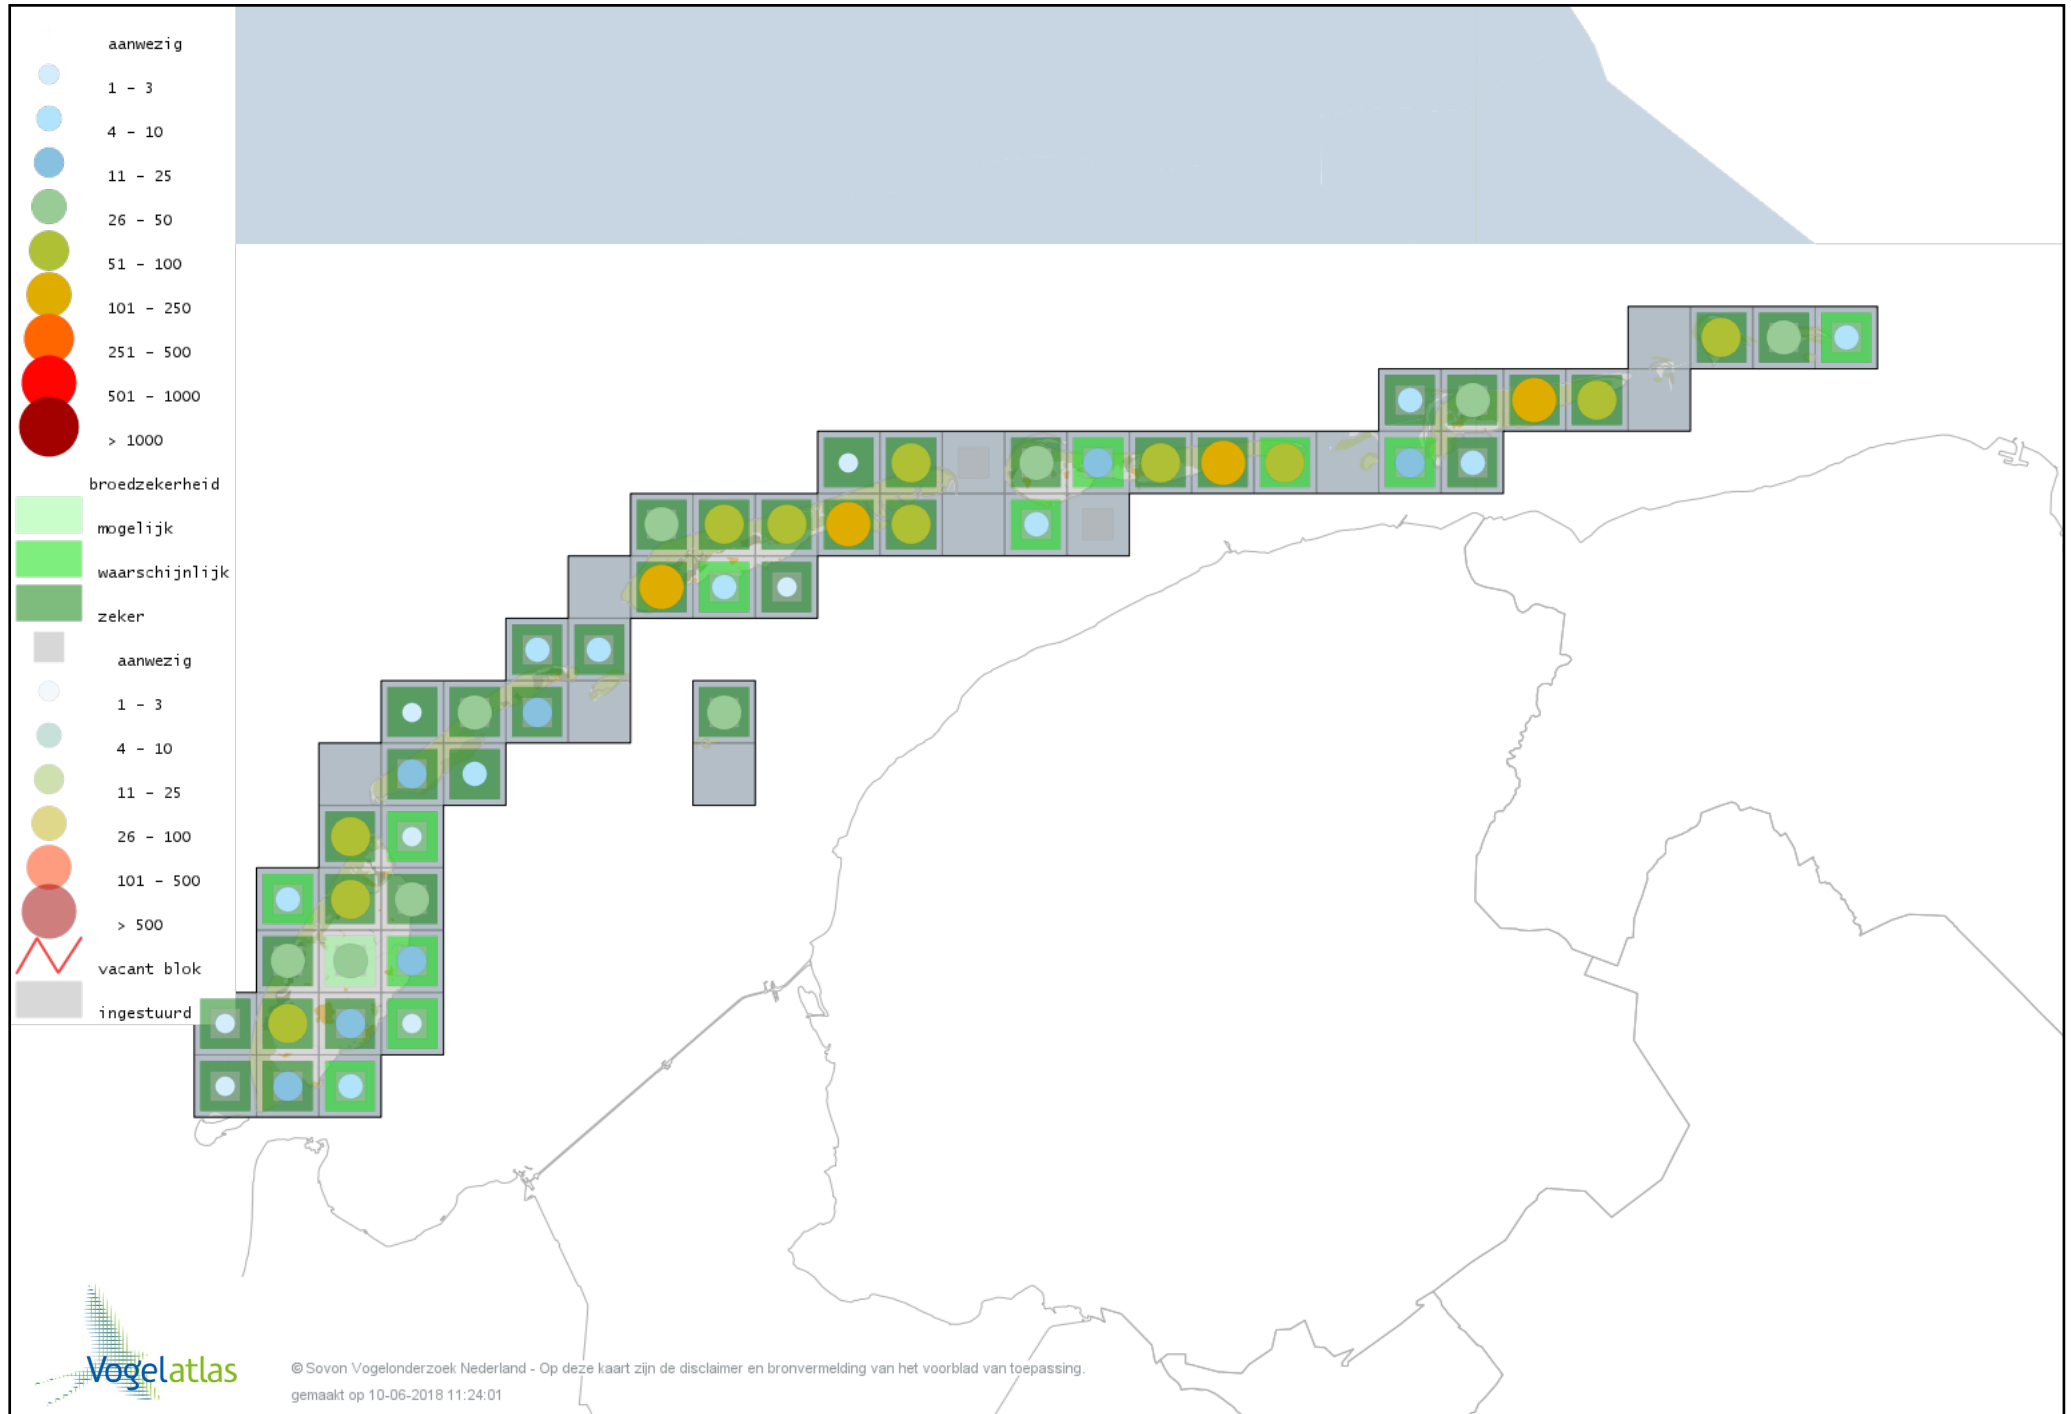 aanwezig
1 - 3
4 - 10
11 - 25
26 - 50
51 - 100
101 - 250
251 - 500
501 - 1000
> 1000
broedzekerheid
mogelijk
waarschijnlijk
zeker
aanwezig
1 - 3
4 - 10
11 - 25
26 - 100
101 - 500
> 500
vacant blok
ingestuurd
Vogelatlas
© Sovon Vogelonderzoek Nederland - Op deze kaart zijn de disclaimer en bronvermelding van het voorblad van toepassing.
gemaakt op 10-06-2018 11:24:01